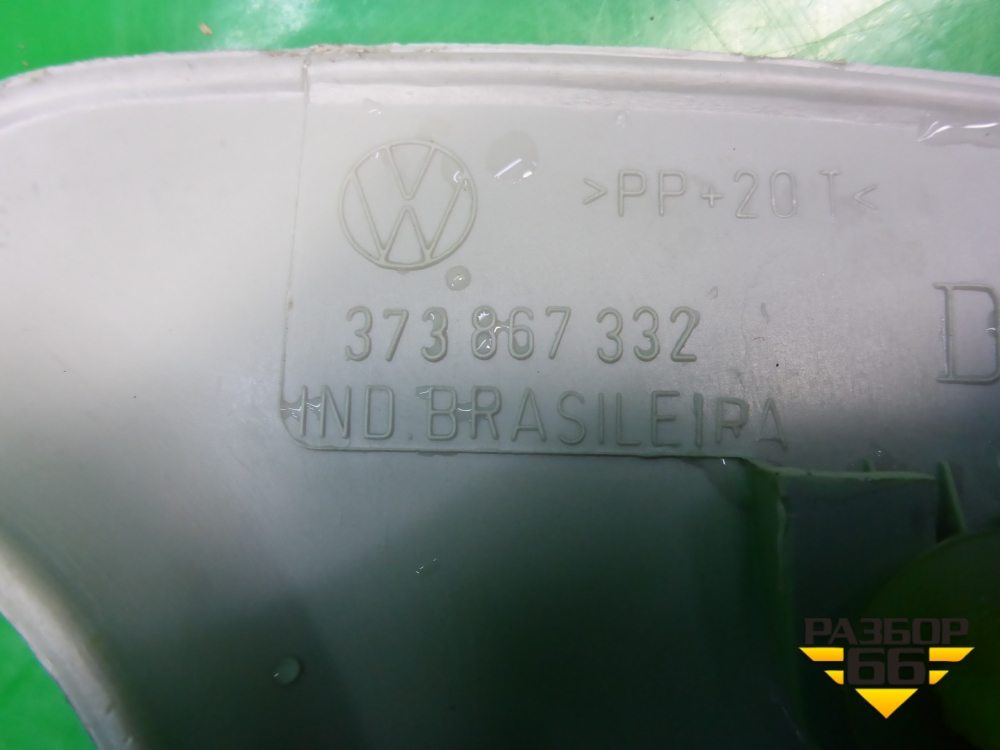 >PP+20T<
373 867 332
D
IND.BRASILEIRA
РАЗБОР
66